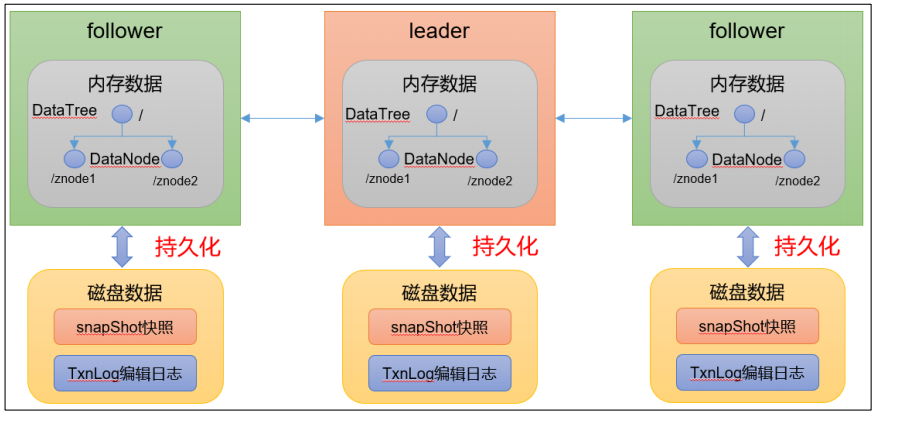 follower
内存数据
DataTree
/
DataNode
/znode1
/znode2
持久化
磁盘数据
snapShot快照
TxnLog编辑日志
leader
内存数据
DataTree
/
DataNode
/znode1
/znode2
持久化
磁盘数据
snapShot快照
TxnLog编辑日志
follower
内存数据
DataTree
/
DataNode
/znode1
/znode2
持久化
磁盘数据
snapShot快照
TxnLog编辑日志